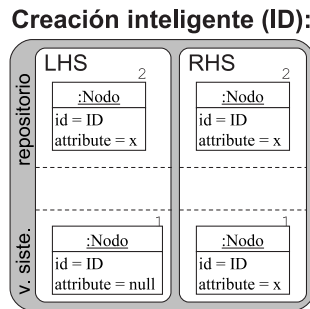 Creación inteligente (ID):
LHS
RHS
repositorio
2
:Nodo
id = ID
attribute = x
2
:Nodo
id = ID
attribute = x
v. siste.
1
:Nodo
id = ID
attribute = null
1
:Nodo
id = ID
attribute = x